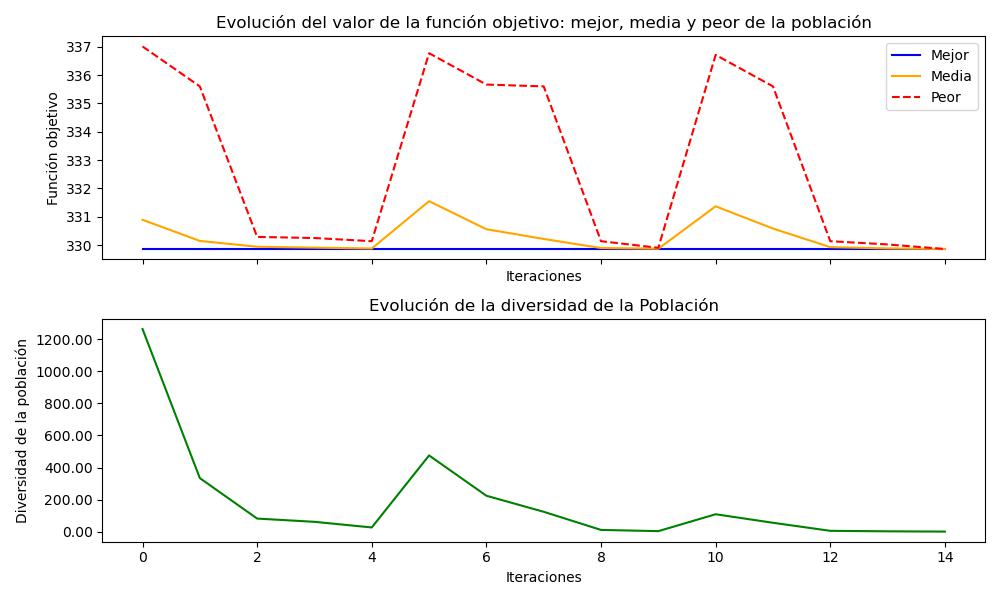 Evolución del valor de la función objetivo: mejor, media y peor de la población
337
336
335
334
333
332
331
330
Función objetivo
Mejor
Media
Peor
Iteraciones
Evolución de la diversidad de la Población
1200.00
1000.00
800.00
600.00
400.00
200.00
0.00
Diversidad de la población
0 2 4 6 8 10 12 14
Iteraciones